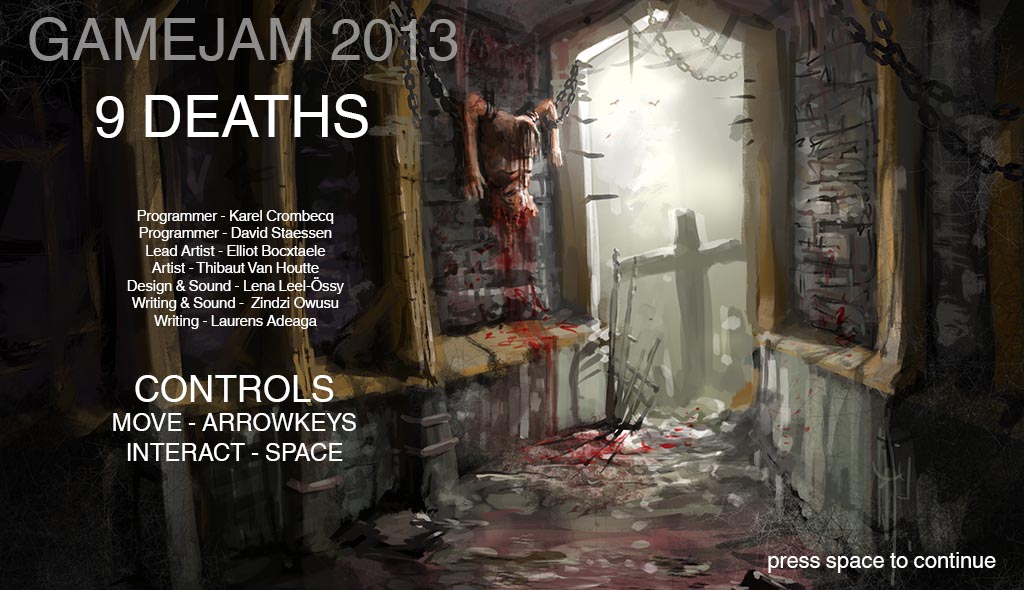 GAMEJAM 2013
9 DEATHS
Programmer - Karel Crombecq
Programmer - David Staessen
Lead Artist - Elliot Bocxtaele
Artist - Thibaut Van Houtte
Design & Sound - Lena Leel-Össy
Writing & Sound - Zindzi Owusu
Writing - Laurens Adeaga
CONTROLS
MOVE - ARROWKEYS
INTERACT - SPACE
press space to continue